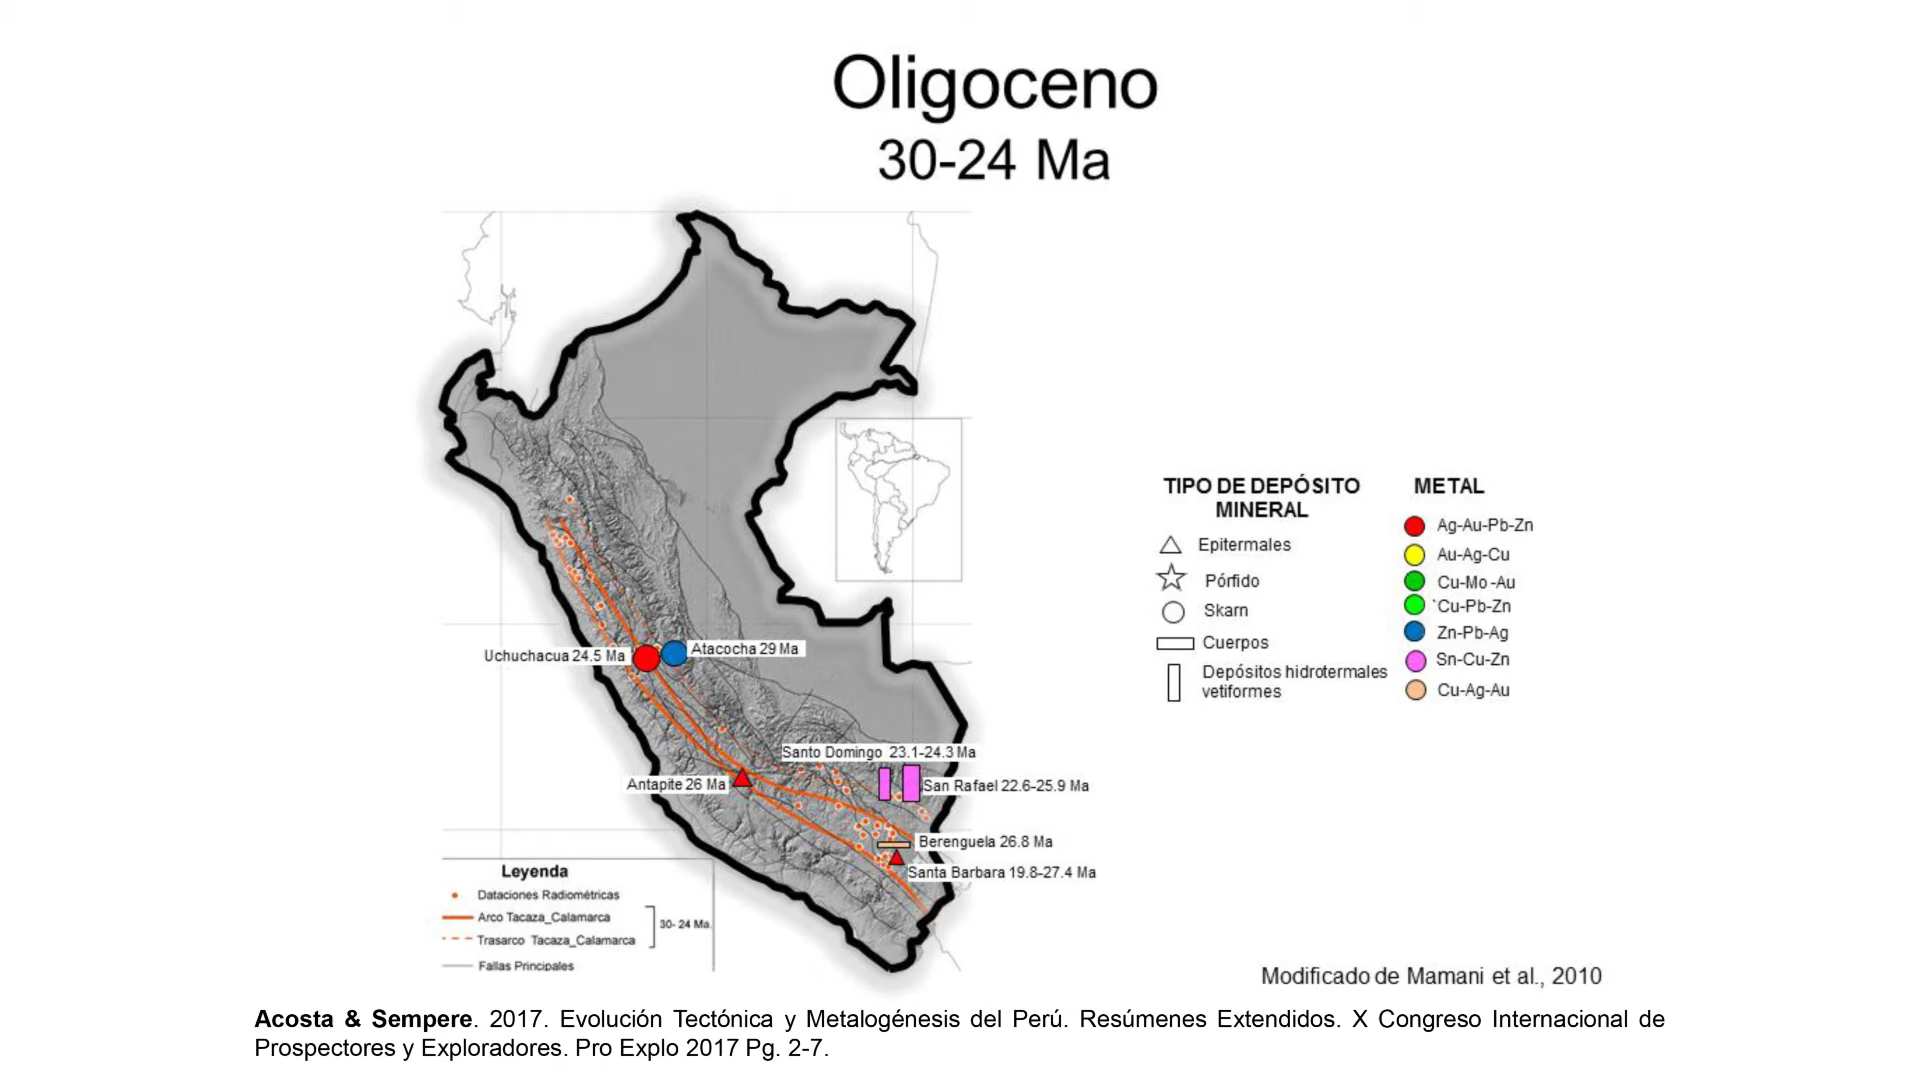 Oligoceno
30-24 Ma
Uchuchacua 24.5 Ma
Atacocha 29 Ma
Santo Domingo 23.1-24.3 Ma
Antapite 26 Ma
San Rafael 22.6-25.9 Ma
Berenguela 26.8 Ma
Santa Barbara 19.8-27.4 Ma
Leyenda
Dataciones Radiométricas
Arco Tacaza_Calamarca
Trasarco Tacaza_Calamarca
30- 24 Ma.
Fallas Principales
TIPO DE DEPÓSITO
MINERAL
Epitermales
Pórfido
Skarn
Cuerpos
Depósitos hidrotermales
vetiformes
METAL
Ag-Au-Pb-Zn
Au-Ag-Cu
Cu-Mo -Au
`Cu-Pb-Zn
Zn-Pb-Ag
Sn-Cu-Zn
Cu-Ag-Au
Modificado de Mamani et al., 2010
Acosta & Sempere. 2017. Evolución Tectónica y Metalogénesis del Perú. Resúmenes Extendidos. X Congreso Internacional de
Prospectores y Exploradores. Pro Explo 2017 Pg. 2-7.